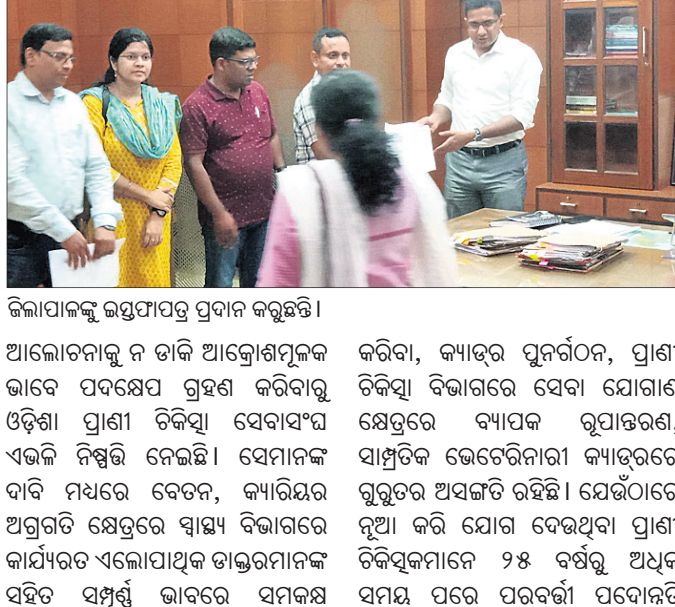 ଜିଲାପାଳଙ୍କୁ ଇସ୍ତଫାପତ୍ର ପ୍ରଦାନ କରୁଛନ୍ତି।
ଆଲୋଚନାକୁ ନ ଡାକି ଆକ୍ରୋଶମୂଳକ
ଭାବେ ପଦକ୍ଷେପ ଗ୍ରହଣ କରିବାରୁ
ଓଡ଼ିଶା ପ୍ରାଣୀ ଚିକିତ୍ସା ସେବାସଂଘ
ଏଭଳି ନିଷ୍ପତ୍ତି ନେଇଛି। ସେମାନଙ୍କ
ଦାବି ମଧ୍ୟରେ ବେତନ, କ୍ୟାରିୟର
ଅଗ୍ରଗତି କ୍ଷେତ୍ରରେ ସ୍ୱାସ୍ଥ୍ୟ ବିଭାଗରେ
କାର୍ଯ୍ୟରତ ଏଲୋପାଥିକ ଡାକ୍ତରମାନଙ୍କ
ସହିତ ସମ୍ପୂର୍ଣ୍ଣ ଭାବରେ ସମକକ୍ଷ
କରିବା, କ୍ୟାଡ୍‌ର ପୁନର୍ଗଠନ, ପ୍ରାଣୀ
ଚିକିତ୍ସା ବିଭାଗରେ ସେବା ଯୋଗାଣ
କ୍ଷେତ୍ରରେ ବ୍ୟାପକ ରୂପାନ୍ତରଣ,
ସାମ୍ପ୍ରତିକ ଭେଟେରିନାରୀ କ୍ୟାଡ୍‌ରରେ
ଗୁରୁତର ଅସଙ୍ଗତି ରହିଛି। ଯେଉଁଠାରେ
ନୂଆ କରି ଯୋଗ ଦେଉଥିବା ପ୍ରାଣୀ
ଚିକିତ୍ସକମାନେ ୨୫ ବର୍ଷରୁ ଅଧିକ
ସମୟ ପରେ ପରବର୍ତ୍ତୀ ପଦୋନ୍ନତି